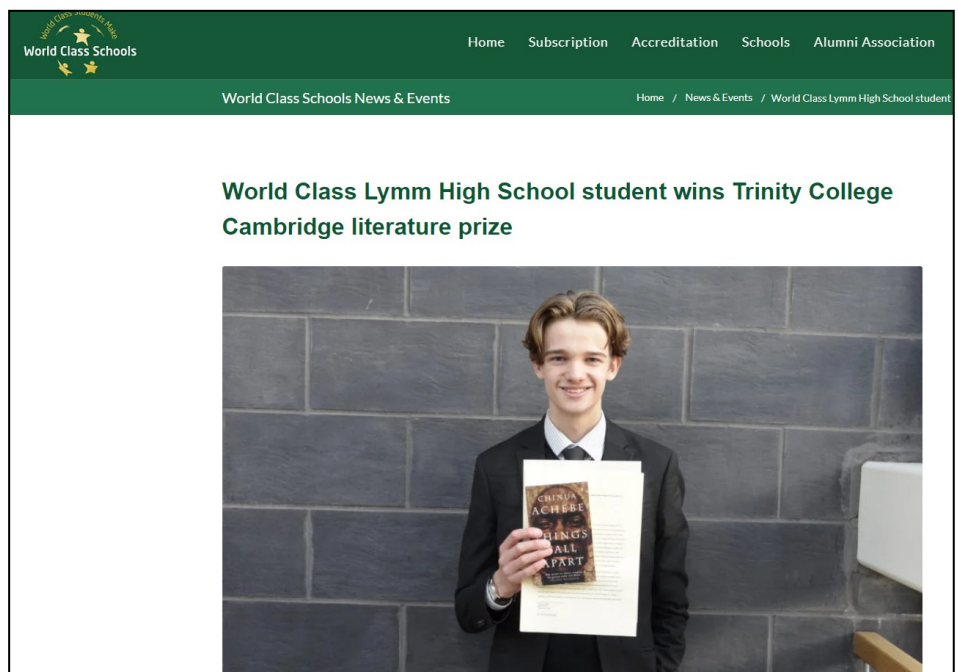 World Class Students Make
World Class Schools
Home Subscription Accreditation Schools Alumni Association
World Class Schools News & Events
Home / News & Events / World Class Lymm High School student
World Class Lymm High School student wins Trinity College
Cambridge literature prize
CHINUA
ACHEBE
THINGS
FALL
APART